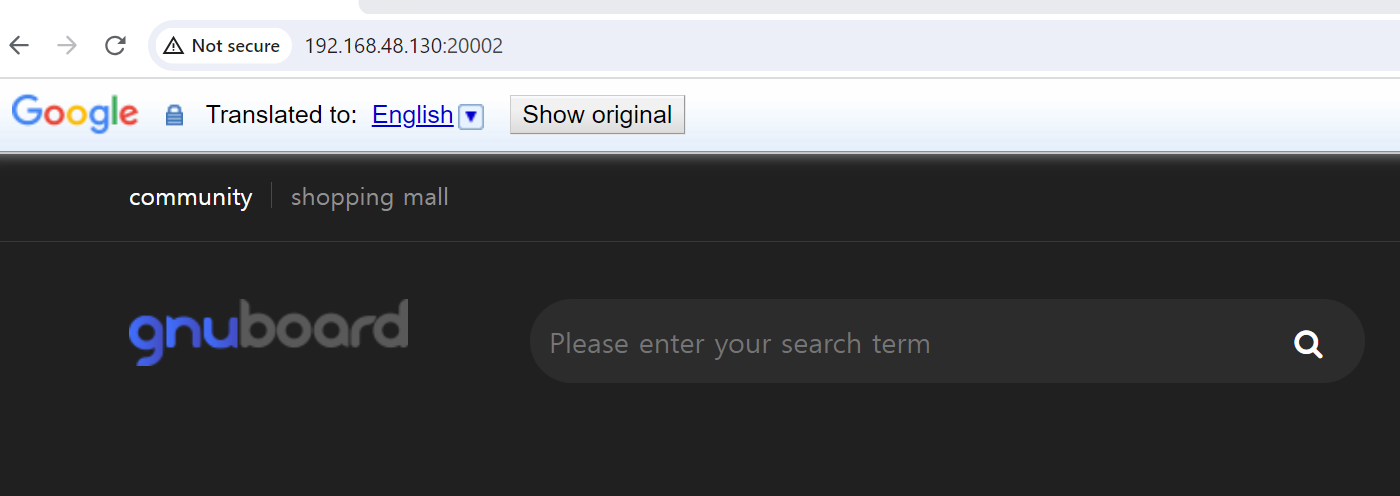 Not secure 192.168.48.130:20002
Google Translated to: English Show original
community shopping mall
gnuboard
Please enter your search term